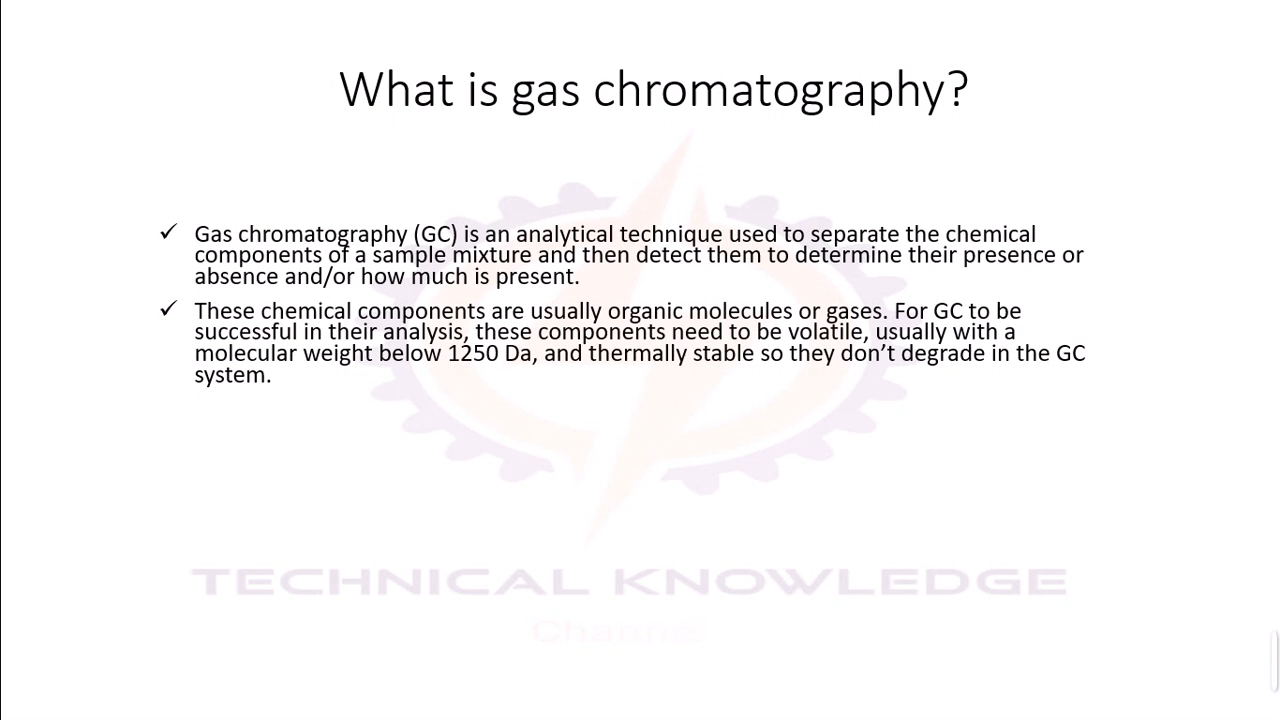 What is gas chromatography?
✓ Gas chromatography (GC) is an analytical technique used to separate the chemical
components of a sample mixture and then detect them to determine their presence or
absence and/or how much is present.
✓ These chemical components are usually organic molecules or gases. For GC to be
successful in their analysis, these components need to be volatile, usually with a
molecular weight below 1250 Da, and thermally stable so they don’t degrade in the GC
system.
TECHNICAL KNOWLEDGE